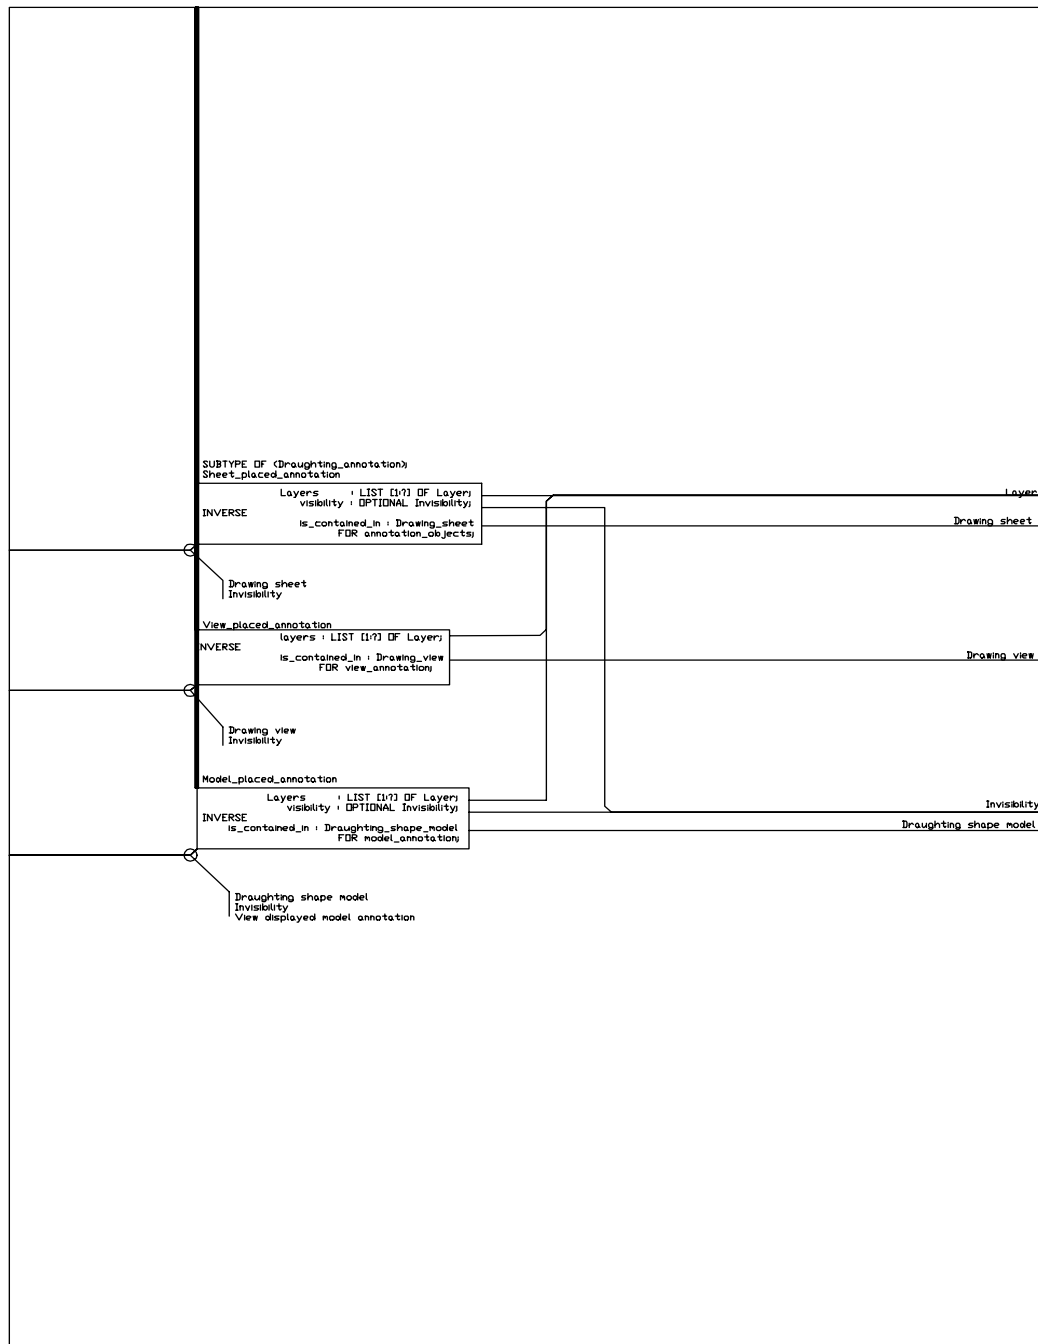 SUBTYPE OF (Draughting_annotation);
Sheet_placed_annotation
Layers : LIST [1:?] OF Layer;
visibility : OPTIONAL Invisibility;
INVERSE
is_contained_in : Drawing_sheet
FOR annotation_objects;
Layer
Drawing sheet
Drawing sheet
Invisibility
View_placed_annotation
layers : LIST [1:?] OF Layer;
NVERSE
is_contained_in : Drawing_view
FOR view_annotation;
Drawing view
Drawing view
Invisibility
Model_placed_annotation
Layers : LIST [1:?] OF Layer;
visibility : OPTIONAL Invisibility;
INVERSE
is_contained_in : Draughting_shape_model
FOR model_annotation;
Invisibility
Draughting shape model
Draughting shape model
Invisibility
View displayed model annotation